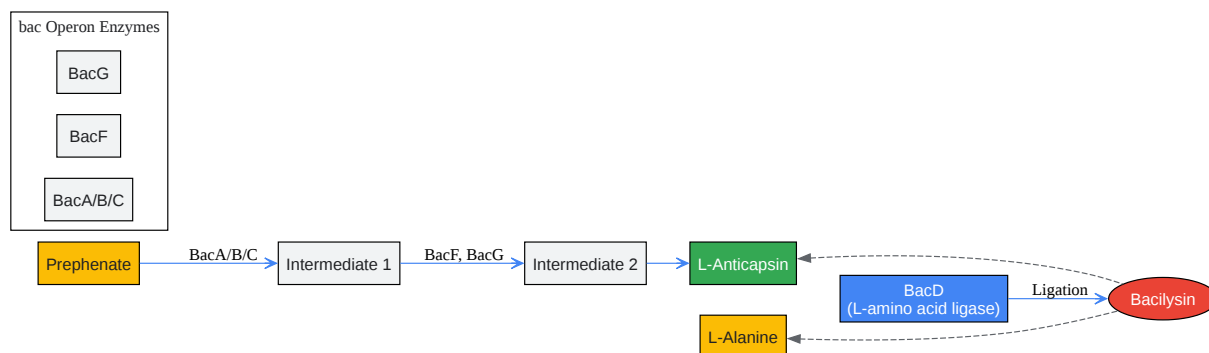 bac Operon Enzymes
BacG
BacF
BacA/B/C
Prephenate
BacA/B/C
Intermediate 1
BacF, BacG
Intermediate 2
L-Anticapsin
BacD
(L-amino acid ligase)
Ligation
Bacilysin
L-Alanine